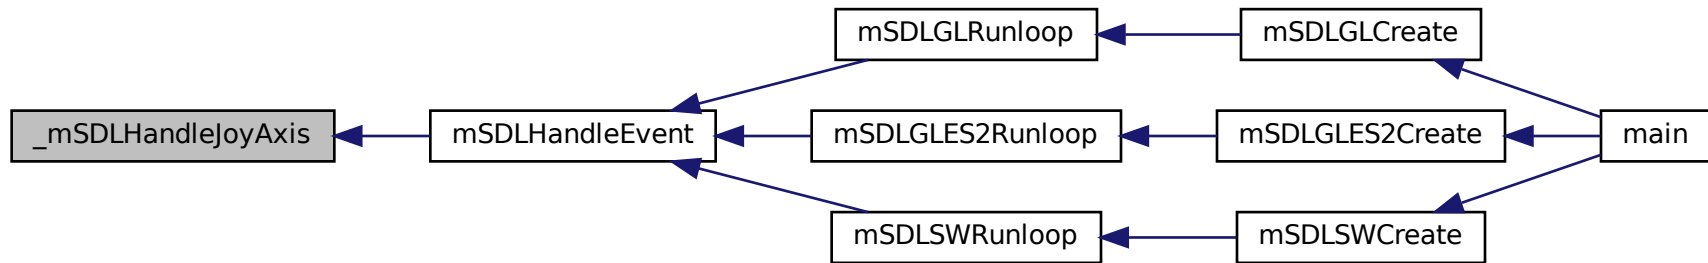 mSDLGLRunloop
mSDLGLCreate
_mSDLHandleJoyAxis
mSDLHandleEvent
mSDLGLES2Runloop
mSDLGLES2Create
main
mSDLSWRunloop
mSDLSWCreate